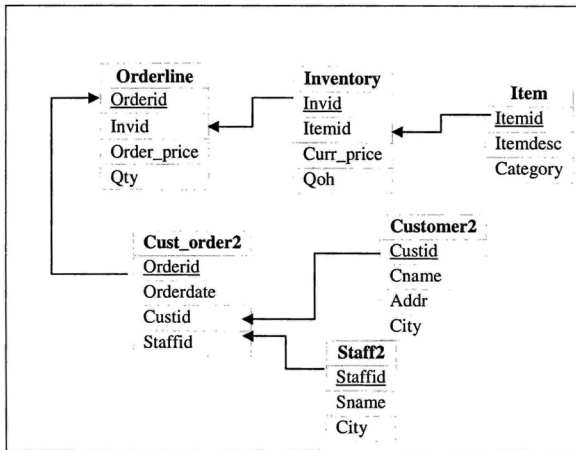 Orderline
Orderid
Invid
Order_price
Qty
Inventory
Invid
Itemid
Curr_price
Qoh
Item
Itemid
Itemdesc
Category
Cust_order2
Orderid
Orderdate
Custid
Staffid
Customer2
Custid
Cname
Addr
City
Staff2
Staffid
Sname
City